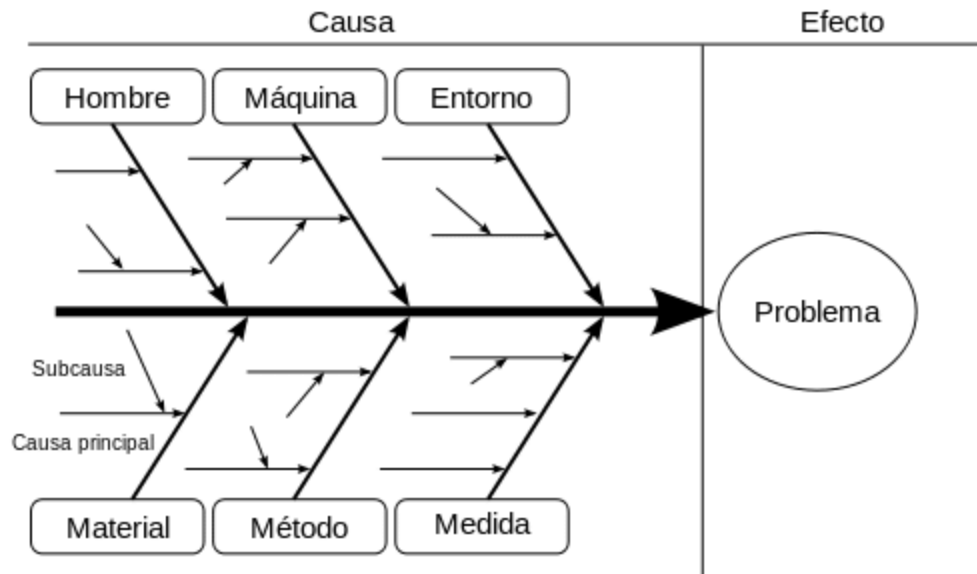 Causa
Efecto
Hombre
Máquina
Entorno
Problema
Subcausa
Causa principal
Material
Método
Medida